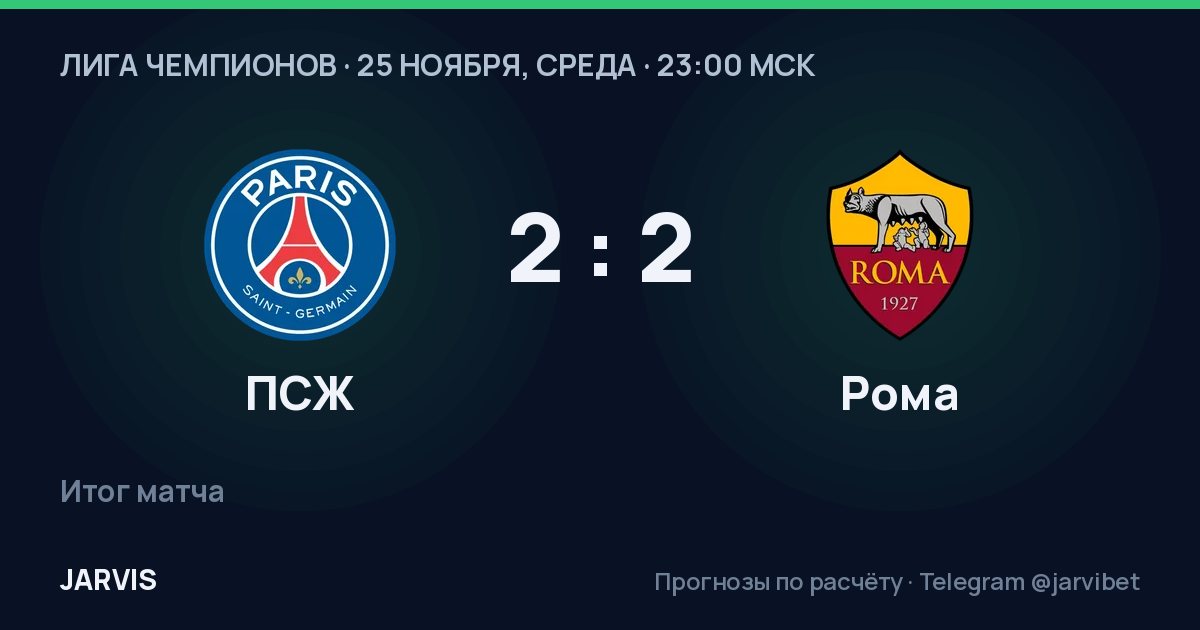 ЛИГА ЧЕМПИОНОВ · 25 НОЯБРЯ, СРЕДА · 23:00 МСК
PARIS
SAINT - GERMAIN
2 : 2
ROMA
1927
ПСЖ
Рома
Итог матча
JARVIS
Прогнозы по расчёту · Telegram @jarvibet